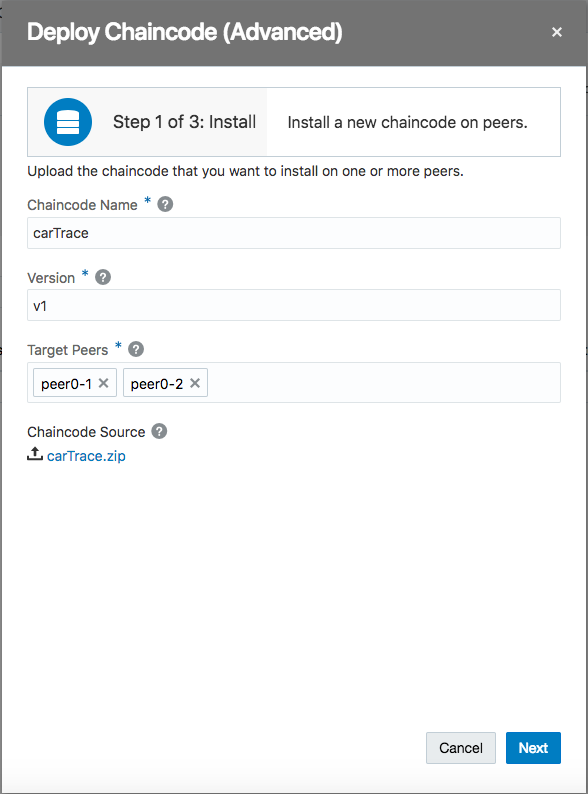 Deploy Chaincode (Advanced) ×
Step 1 of 3: Install Install a new chaincode on peers.
Upload the chaincode that you want to install on one or more peers.
Chaincode Name * ?
carTrace
Version * ?
v1
Target Peers * ?
peer0-1 × peer0-2 ×
Chaincode Source ?
carTrace.zip
Cancel Next